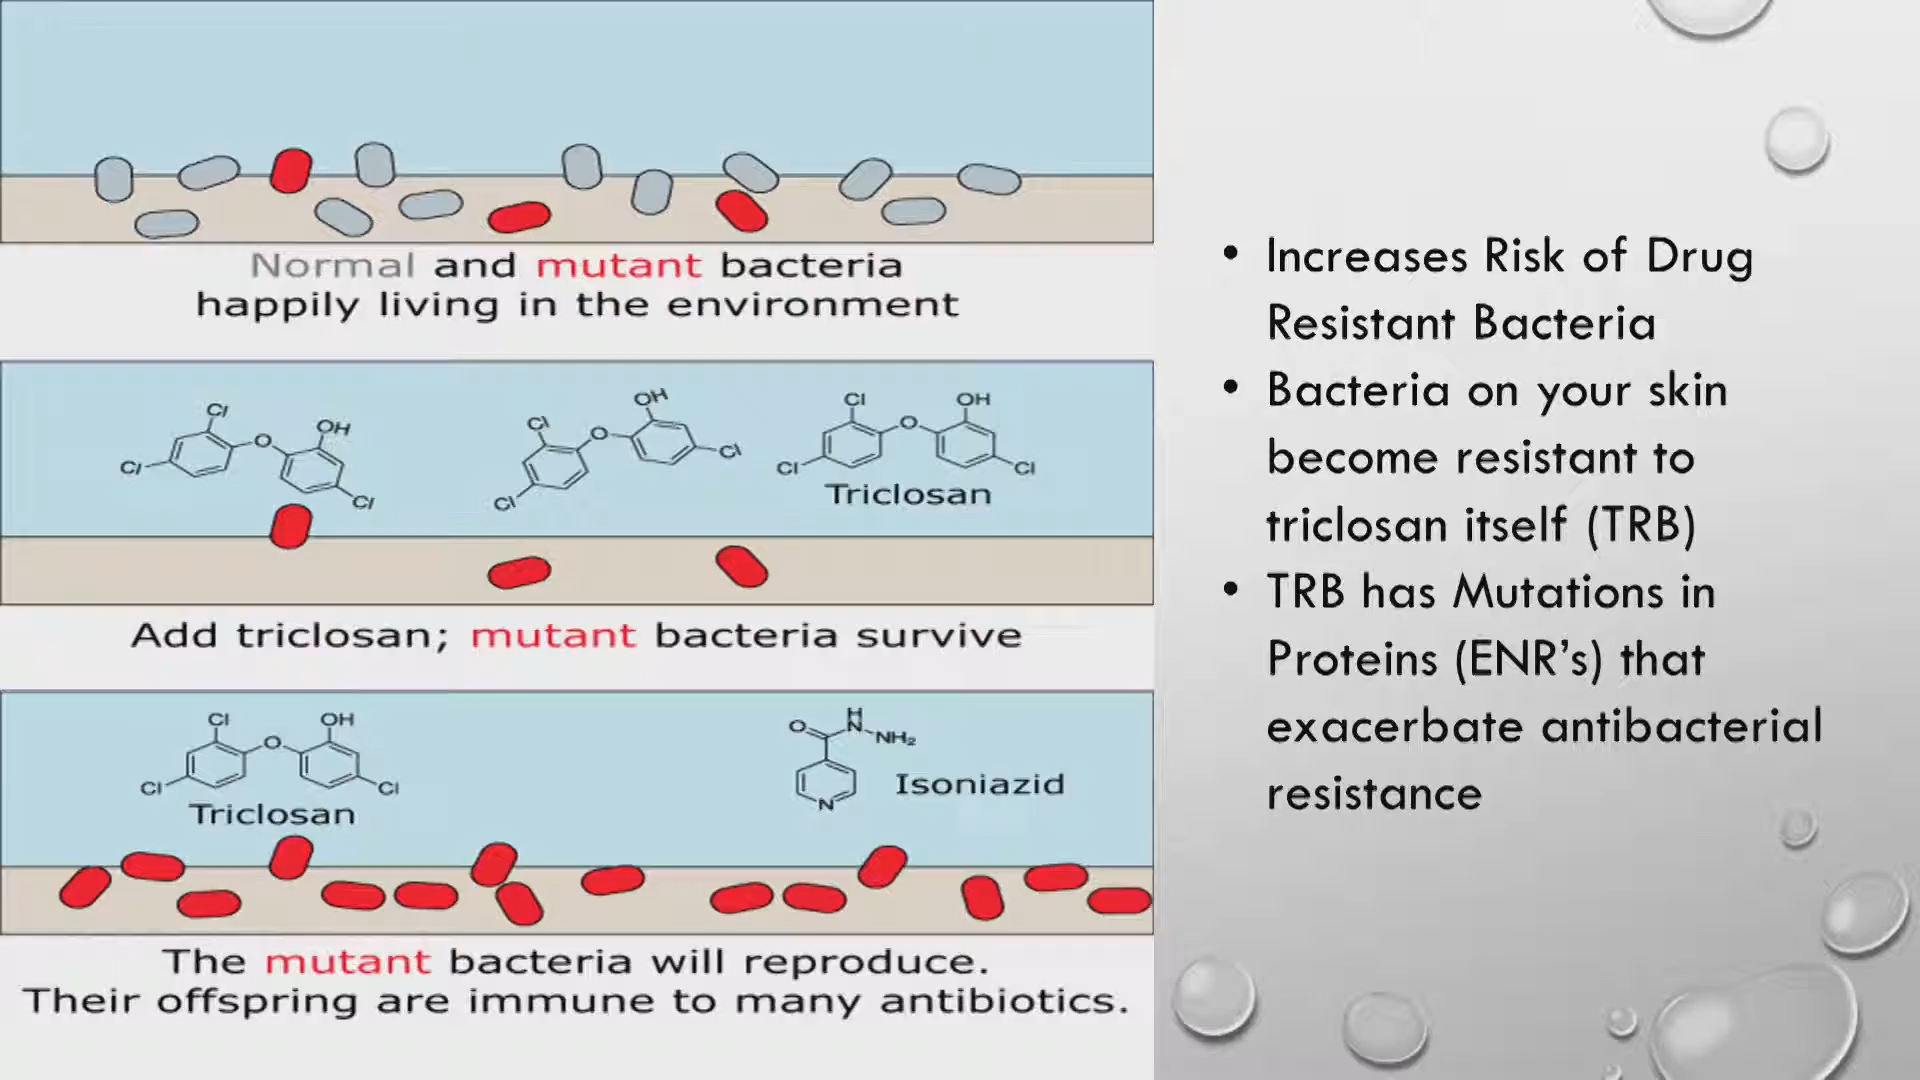 Normal and mutant bacteria
happily living in the environment
Cl
OH
O
Cl
Cl
OH
Cl
O
Cl
Cl
Cl
OH
O
Cl
Cl
Triclosan
Add triclosan; mutant bacteria survive
Cl
OH
O
Cl
Cl
Triclosan
H
O
N
NH₂
N
Isoniazid
The mutant bacteria will reproduce.
Their offspring are immune to many antibiotics.
• Increases Risk of Drug
Resistant Bacteria
• Bacteria on your skin
become resistant to
triclosan itself (TRB)
• TRB has Mutations in
Proteins (ENR’s) that
exacerbate antibacterial
resistance